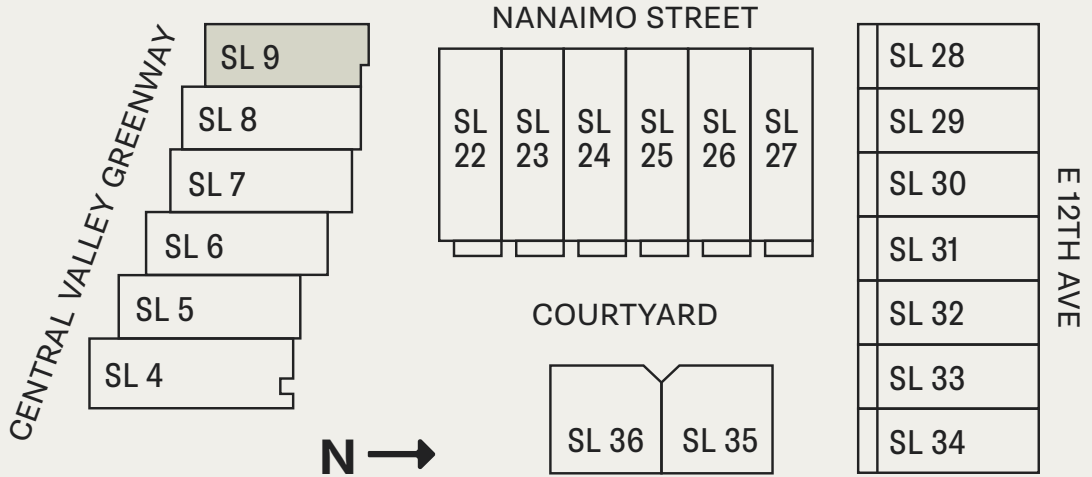 NANAIMO STREET
CENTRAL VALLEY GREENWAY
SL 9
SL 8
SL 7
SL 6
SL 5
SL 4
SL
22
SL
23
SL
24
SL
25
SL
26
SL
27
COURTYARD
SL 36
SL 35
SL 28
SL 29
SL 30
SL 31
SL 32
SL 33
SL 34
E 12TH AVE
N